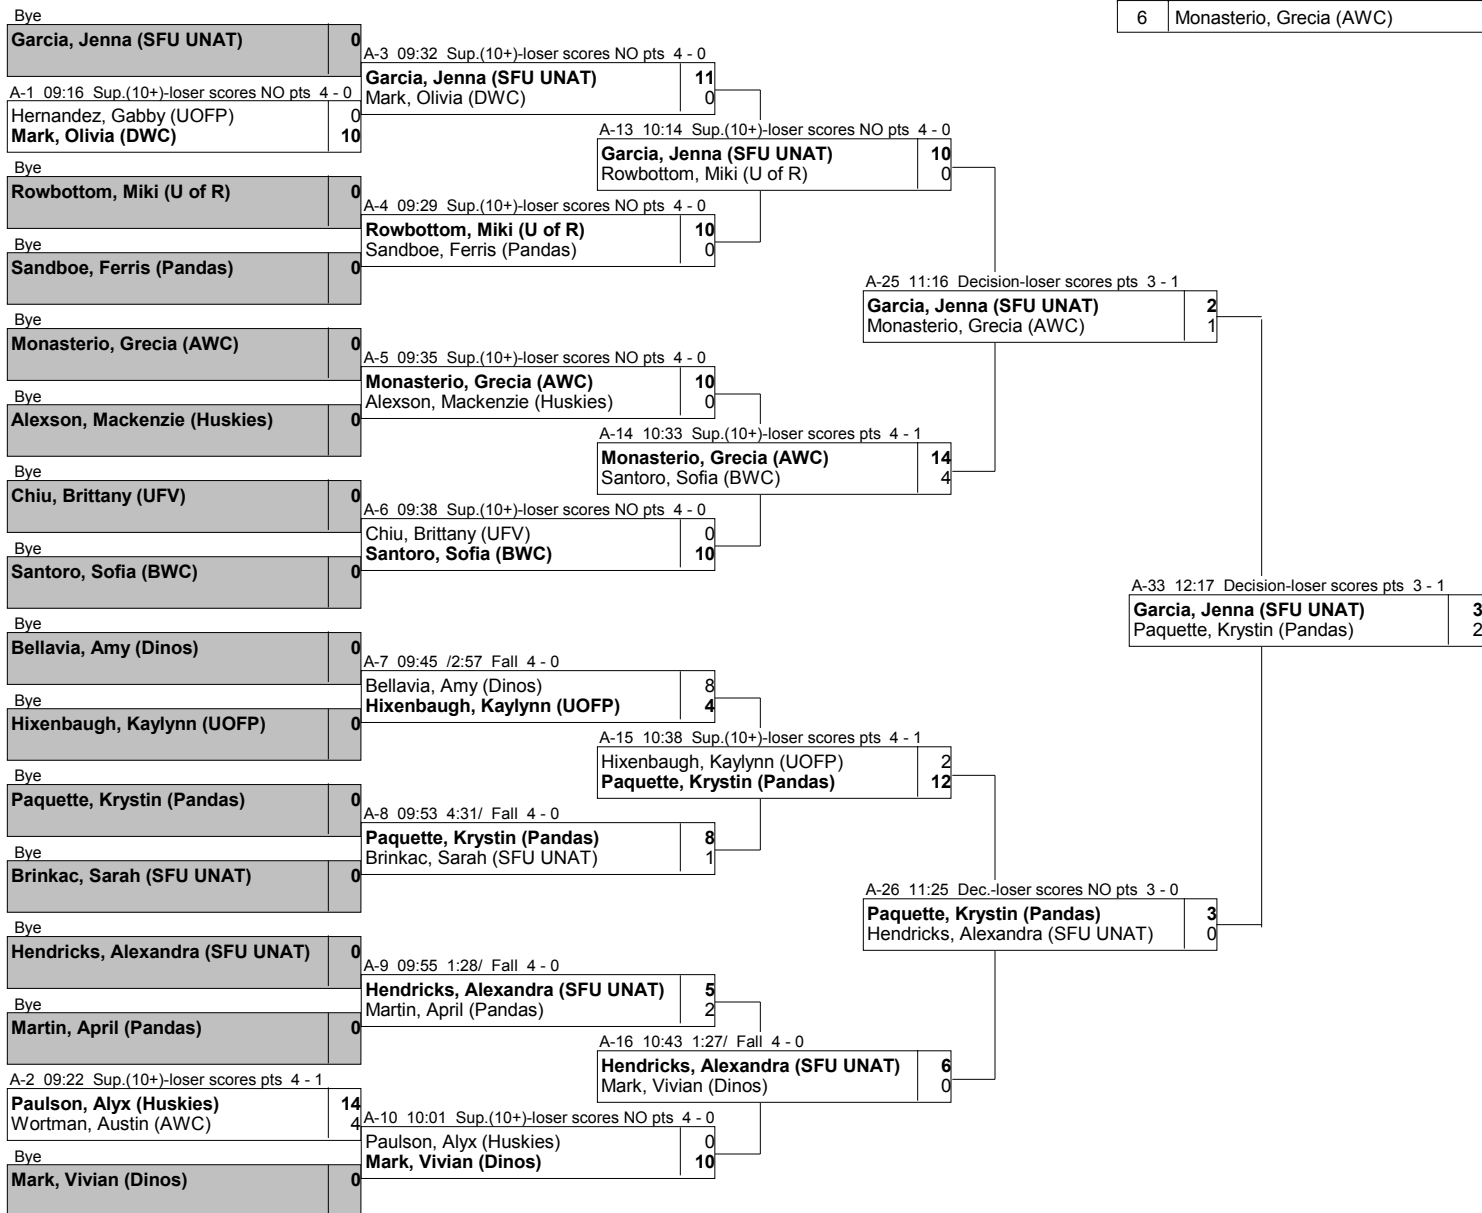 6 Monasterio, Grecia (AWC)
Bye
Garcia, Jenna (SFU UNAT) 0
A-1 09:16 Sup.(10+)-loser scores NO pts 4 - 0
Hernandez, Gabby (UOFP) 0
Mark, Olivia (DWC) 10
Bye
Rowbottom, Miki (U of R) 0
Bye
Sandboe, Ferris (Pandas) 0
Bye
Monasterio, Grecia (AWC) 0
Bye
Alexson, Mackenzie (Huskies) 0
Bye
Chiu, Brittany (UFV) 0
Bye
Santoro, Sofia (BWC) 0
Bye
Bellavia, Amy (Dinos) 0
Bye
Hixenbaugh, Kaylynn (UOFP) 0
Bye
Paquette, Krystin (Pandas) 0
Bye
Brinkac, Sarah (SFU UNAT) 0
Bye
Hendricks, Alexandra (SFU UNAT) 0
Bye
Martin, April (Pandas) 0
A-2 09:22 Sup.(10+)-loser scores pts 4 - 1
Paulson, Alyx (Huskies) 14
Wortman, Austin (AWC) 4
Bye
Mark, Vivian (Dinos) 0
A-3 09:32 Sup.(10+)-loser scores NO pts 4 - 0
Garcia, Jenna (SFU UNAT) 11
Mark, Olivia (DWC) 0
A-4 09:29 Sup.(10+)-loser scores NO pts 4 - 0
Rowbottom, Miki (U of R) 10
Sandboe, Ferris (Pandas) 0
A-5 09:35 Sup.(10+)-loser scores NO pts 4 - 0
Monasterio, Grecia (AWC) 10
Alexson, Mackenzie (Huskies) 0
A-6 09:38 Sup.(10+)-loser scores NO pts 4 - 0
Chiu, Brittany (UFV) 0
Santoro, Sofia (BWC) 10
A-7 09:45 /2:57 Fall 4 - 0
Bellavia, Amy (Dinos) 8
Hixenbaugh, Kaylynn (UOFP) 4
A-8 09:53 4:31/ Fall 4 - 0
Paquette, Krystin (Pandas) 8
Brinkac, Sarah (SFU UNAT) 1
A-9 09:55 1:28/ Fall 4 - 0
Hendricks, Alexandra (SFU UNAT) 5
Martin, April (Pandas) 2
A-10 10:01 Sup.(10+)-loser scores NO pts 4 - 0
Paulson, Alyx (Huskies) 0
Mark, Vivian (Dinos) 10
A-13 10:14 Sup.(10+)-loser scores NO pts 4 - 0
Garcia, Jenna (SFU UNAT) 10
Rowbottom, Miki (U of R) 0
A-14 10:33 Sup.(10+)-loser scores pts 4 - 1
Monasterio, Grecia (AWC) 14
Santoro, Sofia (BWC) 4
A-15 10:38 Sup.(10+)-loser scores pts 4 - 1
Hixenbaugh, Kaylynn (UOFP) 2
Paquette, Krystin (Pandas) 12
A-16 10:43 1:27/ Fall 4 - 0
Hendricks, Alexandra (SFU UNAT) 6
Mark, Vivian (Dinos) 0
A-25 11:16 Decision-loser scores pts 3 - 1
Garcia, Jenna (SFU UNAT) 2
Monasterio, Grecia (AWC) 1
A-26 11:25 Dec.-loser scores NO pts 3 - 0
Paquette, Krystin (Pandas) 3
Hendricks, Alexandra (SFU UNAT) 0
A-33 12:17 Decision-loser scores pts 3 - 1
Garcia, Jenna (SFU UNAT) 3
Paquette, Krystin (Pandas) 2